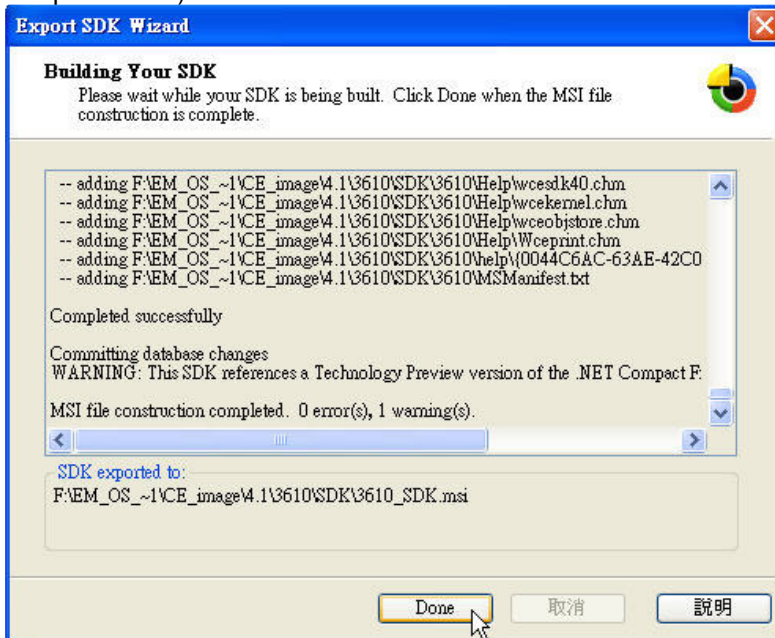 Export SDK Wizard
Building Your SDK
Please wait while your SDK is being built. Click Done when the MSI file
construction is complete.
-- adding F:\EM_OS_~1\CE_image\4.1\3610\SDK\3610\Help\wcesdk40.chm
-- adding F:\EM_OS_~1\CE_image\4.1\3610\SDK\3610\Help\wcekernel.chm
-- adding F:\EM_OS_~1\CE_image\4.1\3610\SDK\3610\Help\wceobjstore.chm
-- adding F:\EM_OS_~1\CE_image\4.1\3610\SDK\3610\Help\Wceprint.chm
-- adding F:\EM_OS_~1\CE_image\4.1\3610\SDK\3610\help\{0044C6AC-63AE-42C0
-- adding F:\EM_OS_~1\CE_image\4.1\3610\SDK\3610\MSManifest.txt
Completed successfully
Committing database changes
WARNING: This SDK references a Technology Preview version of the .NET Compact F
MSI file construction completed. 0 error(s), 1 warning(s).
SDK exported to:
F:\EM_OS_~1\CE_image\4.1\3610\SDK\3610_SDK.msi
Done
取消
說明